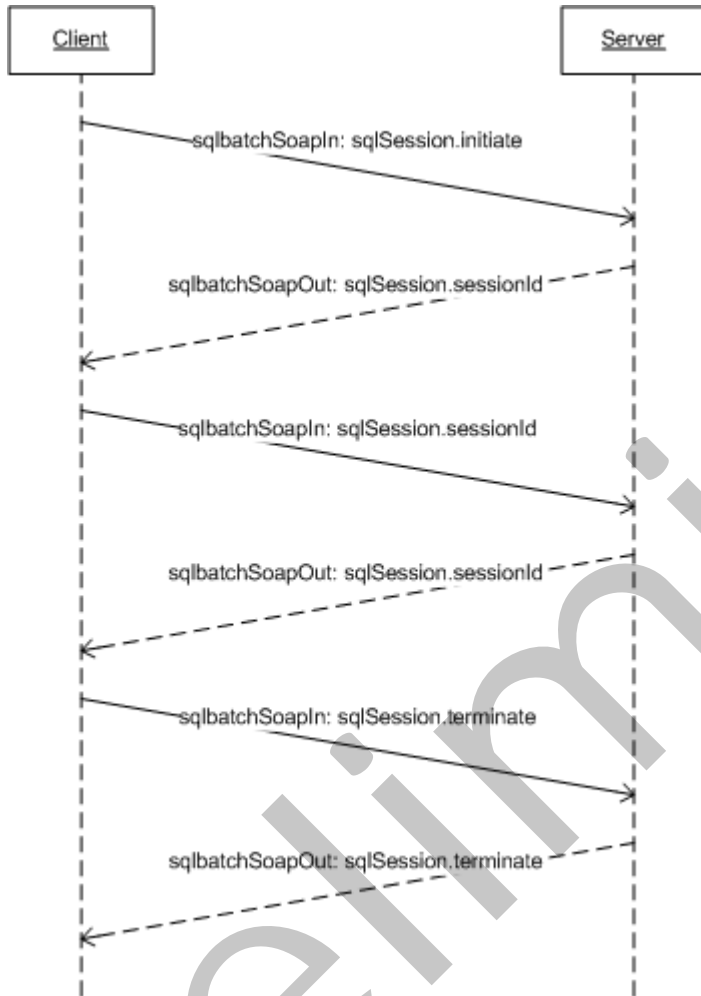 Client
Server
sqlbatchSoapIn: sqlSession.initiate
sqlbatchSoapOut: sqlSession.sessionId
sqlbatchSoapIn: sqlSession.sessionId
sqlbatchSoapOut: sqlSession.sessionId
sqlbatchSoapIn: sqlSession.terminate
sqlbatchSoapOut: sqlSession.terminate
elimi